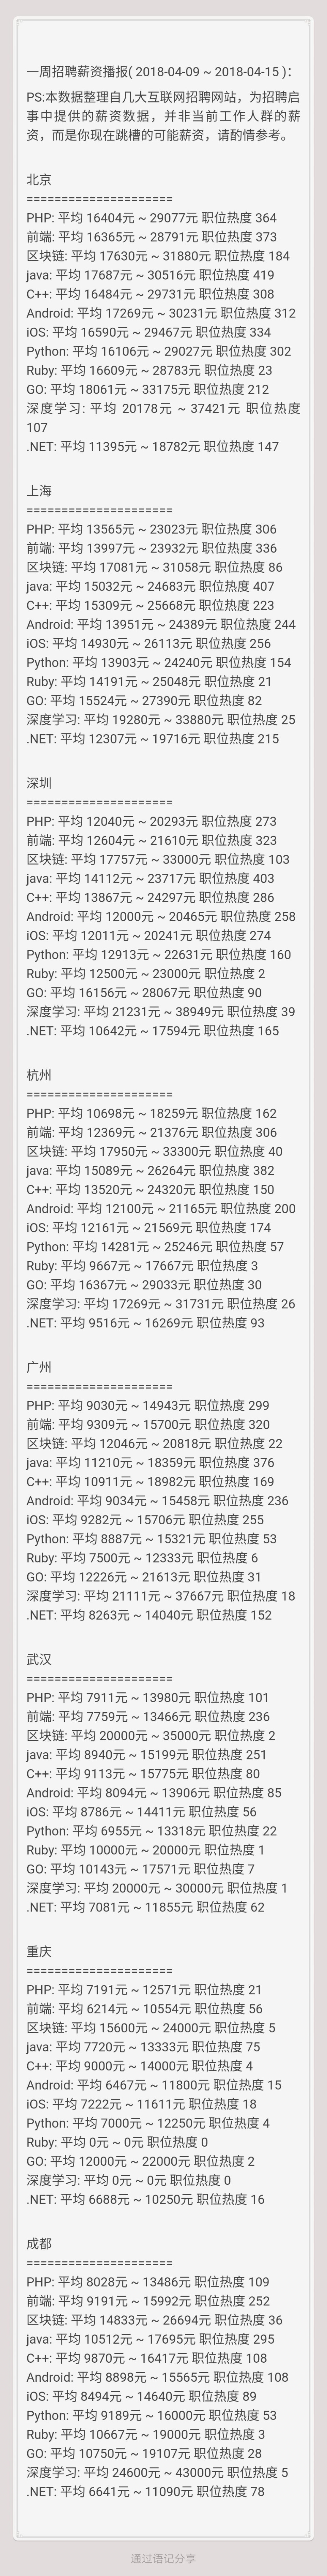 一周招聘薪资播报( 2018-04-09 ~ 2018-04-15 )：
PS:本数据整理自几大互联网招聘网站，为招聘启
事中提供的薪资数据，并非当前工作人群的薪
资，而是你现在跳槽的可能薪资，请酌情参考。
北京
=====================
PHP: 平均 16404元 ~ 29077元 职位热度 364
前端: 平均 16365元 ~ 28791元 职位热度 373
区块链: 平均 17630元 ~ 31880元 职位热度 184
java: 平均 17687元 ~ 30516元 职位热度 419
C++: 平均 16484元 ~ 29731元 职位热度 308
Android: 平均 17269元 ~ 30231元 职位热度 312
iOS: 平均 16590元 ~ 29467元 职位热度 334
Python: 平均 16106元 ~ 29027元 职位热度 302
Ruby: 平均 16609元 ~ 28783元 职位热度 23
GO: 平均 18061元 ~ 33175元 职位热度 212
深度学习: 平均 20178元 ~ 37421元 职位热度
107
.NET: 平均 11395元 ~ 18782元 职位热度 147
上海
=====================
PHP: 平均 13565元 ~ 23023元 职位热度 306
前端: 平均 13997元 ~ 23932元 职位热度 336
区块链: 平均 17081元 ~ 31058元 职位热度 86
java: 平均 15032元 ~ 24683元 职位热度 407
C++: 平均 15309元 ~ 25668元 职位热度 223
Android: 平均 13951元 ~ 24389元 职位热度 244
iOS: 平均 14930元 ~ 26113元 职位热度 256
Python: 平均 13903元 ~ 24240元 职位热度 154
Ruby: 平均 14191元 ~ 25048元 职位热度 21
GO: 平均 15524元 ~ 27390元 职位热度 82
深度学习: 平均 19280元 ~ 33880元 职位热度 25
.NET: 平均 12307元 ~ 19716元 职位热度 215
深圳
=====================
PHP: 平均 12040元 ~ 20293元 职位热度 273
前端: 平均 12604元 ~ 21610元 职位热度 323
区块链: 平均 17757元 ~ 33000元 职位热度 103
java: 平均 14112元 ~ 23717元 职位热度 403
C++: 平均 13867元 ~ 24297元 职位热度 286
Android: 平均 12000元 ~ 20465元 职位热度 258
iOS: 平均 12011元 ~ 20241元 职位热度 274
Python: 平均 12913元 ~ 22631元 职位热度 160
Ruby: 平均 12500元 ~ 23000元 职位热度 2
GO: 平均 16156元 ~ 28067元 职位热度 90
深度学习: 平均 21231元 ~ 38949元 职位热度 39
.NET: 平均 10642元 ~ 17594元 职位热度 165
杭州
=====================
PHP: 平均 10698元 ~ 18259元 职位热度 162
前端: 平均 12369元 ~ 21376元 职位热度 306
区块链: 平均 17950元 ~ 33300元 职位热度 40
java: 平均 15089元 ~ 26264元 职位热度 382
C++: 平均 13520元 ~ 24320元 职位热度 150
Android: 平均 12100元 ~ 21165元 职位热度 200
iOS: 平均 12161元 ~ 21569元 职位热度 174
Python: 平均 14281元 ~ 25246元 职位热度 57
Ruby: 平均 9667元 ~ 17667元 职位热度 3
GO: 平均 16367元 ~ 29033元 职位热度 30
深度学习: 平均 17269元 ~ 31731元 职位热度 26
.NET: 平均 9516元 ~ 16269元 职位热度 93
广州
=====================
PHP: 平均 9030元 ~ 14943元 职位热度 299
前端: 平均 9309元 ~ 15700元 职位热度 320
区块链: 平均 12046元 ~ 20818元 职位热度 22
java: 平均 11210元 ~ 18359元 职位热度 376
C++: 平均 10911元 ~ 18982元 职位热度 169
Android: 平均 9034元 ~ 15458元 职位热度 236
iOS: 平均 9282元 ~ 15706元 职位热度 255
Python: 平均 8887元 ~ 15321元 职位热度 53
Ruby: 平均 7500元 ~ 12333元 职位热度 6
GO: 平均 12226元 ~ 21613元 职位热度 31
深度学习: 平均 21111元 ~ 37667元 职位热度 18
.NET: 平均 8263元 ~ 14040元 职位热度 152
武汉
=====================
PHP: 平均 7911元 ~ 13980元 职位热度 101
前端: 平均 7759元 ~ 13466元 职位热度 236
区块链: 平均 20000元 ~ 35000元 职位热度 2
java: 平均 8940元 ~ 15199元 职位热度 251
C++: 平均 9113元 ~ 15775元 职位热度 80
Android: 平均 8094元 ~ 13906元 职位热度 85
iOS: 平均 8786元 ~ 14411元 职位热度 56
Python: 平均 6955元 ~ 13318元 职位热度 22
Ruby: 平均 10000元 ~ 20000元 职位热度 1
GO: 平均 10143元 ~ 17571元 职位热度 7
深度学习: 平均 20000元 ~ 30000元 职位热度 1
.NET: 平均 7081元 ~ 11855元 职位热度 62
重庆
=====================
PHP: 平均 7191元 ~ 12571元 职位热度 21
前端: 平均 6214元 ~ 10554元 职位热度 56
区块链: 平均 15600元 ~ 24000元 职位热度 5
java: 平均 7720元 ~ 13333元 职位热度 75
C++: 平均 9000元 ~ 14000元 职位热度 4
Android: 平均 6467元 ~ 11800元 职位热度 15
iOS: 平均 7222元 ~ 11611元 职位热度 18
Python: 平均 7000元 ~ 12250元 职位热度 4
Ruby: 平均 0元 ~ 0元 职位热度 0
GO: 平均 12000元 ~ 22000元 职位热度 2
深度学习: 平均 0元 ~ 0元 职位热度 0
.NET: 平均 6688元 ~ 10250元 职位热度 16
成都
=====================
PHP: 平均 8028元 ~ 13486元 职位热度 109
前端: 平均 9191元 ~ 15992元 职位热度 252
区块链: 平均 14833元 ~ 26694元 职位热度 36
java: 平均 10512元 ~ 17695元 职位热度 295
C++: 平均 9870元 ~ 16417元 职位热度 108
Android: 平均 8898元 ~ 15565元 职位热度 108
iOS: 平均 8494元 ~ 14640元 职位热度 89
Python: 平均 9189元 ~ 16000元 职位热度 53
Ruby: 平均 10667元 ~ 19000元 职位热度 3
GO: 平均 10750元 ~ 19107元 职位热度 28
深度学习: 平均 24600元 ~ 43000元 职位热度 5
.NET: 平均 6641元 ~ 11090元 职位热度 78
通过语记分享